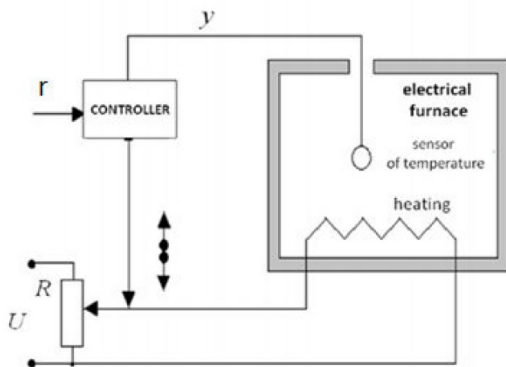 y
r
CONTROLLER
electrical
furnace
sensor
of temperature
heating
R
U